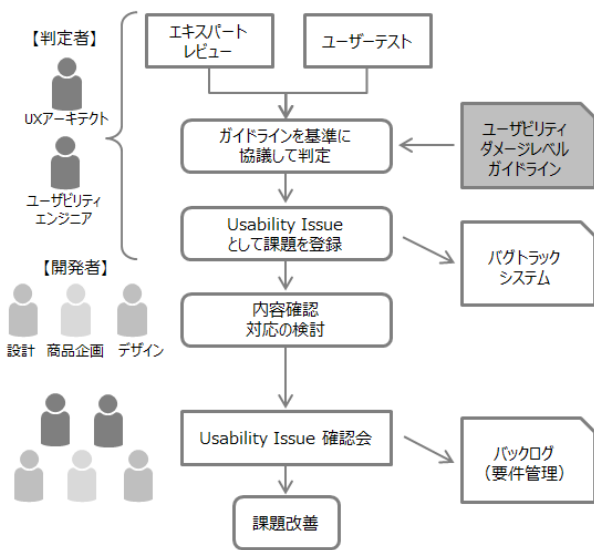 【判定者】
エキスパート
レビュー
ユーザーテスト
UXアーキテクト
ガイドラインを基準に
協議して判定
ユーザビリティ
ダメージレベル
ガイドライン
ユーザビリティ
エンジニア
Usability Issue
として課題を登録
バグトラック
システム
【開発者】
設計
商品企画
デザイン
内容確認
対応の検討
Usability Issue 確認会
バックログ
（要件管理）
課題改善